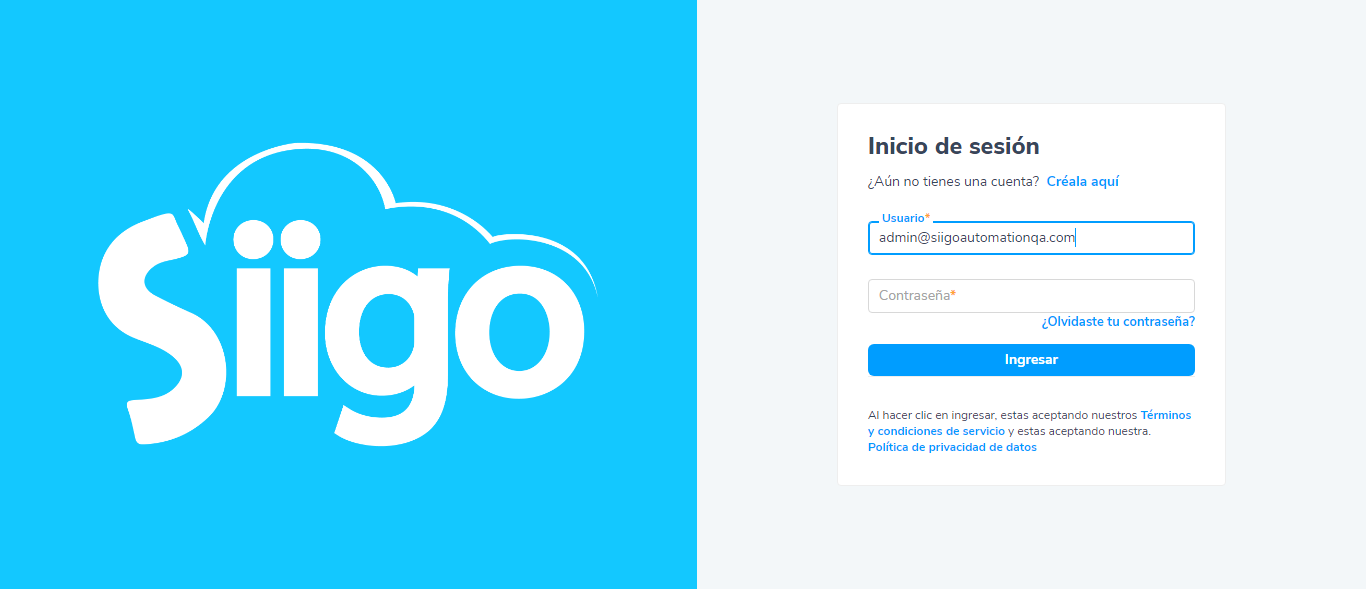 Siigo
Inicio de sesión
¿Aún no tienes una cuenta? Créala aquí
Usuario*
admin@siigoautomationqa.com
Contraseña*
¿Olvidaste tu contraseña?
Ingresar
Al hacer clic en ingresar, estas aceptando nuestros Términos
y condiciones de servicio y estas aceptando nuestra.
Política de privacidad de datos